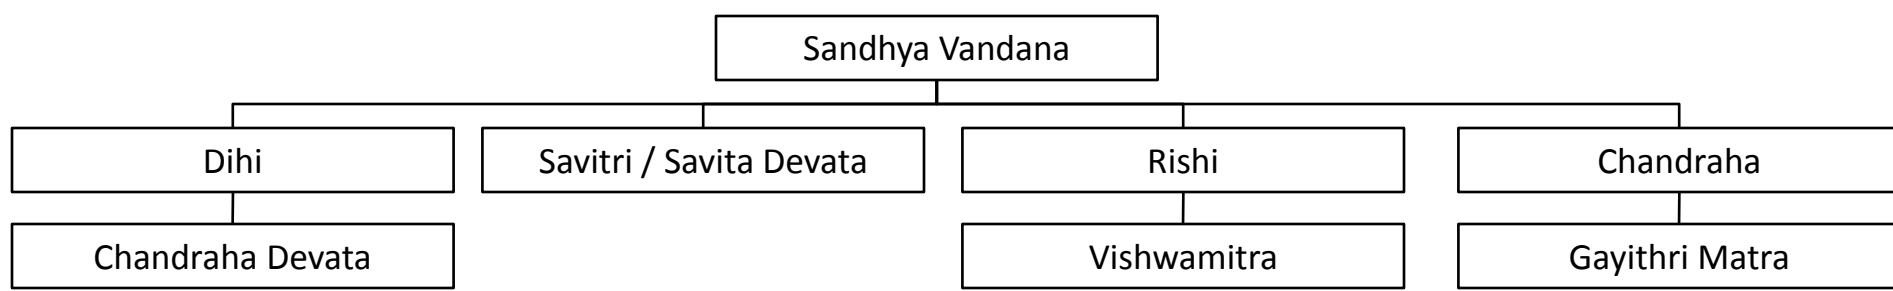 Sandhya Vandana
Dihi
Savitri / Savita Devata
Rishi
Chandraha
Chandraha Devata
Vishwamitra
Gayithri Matra